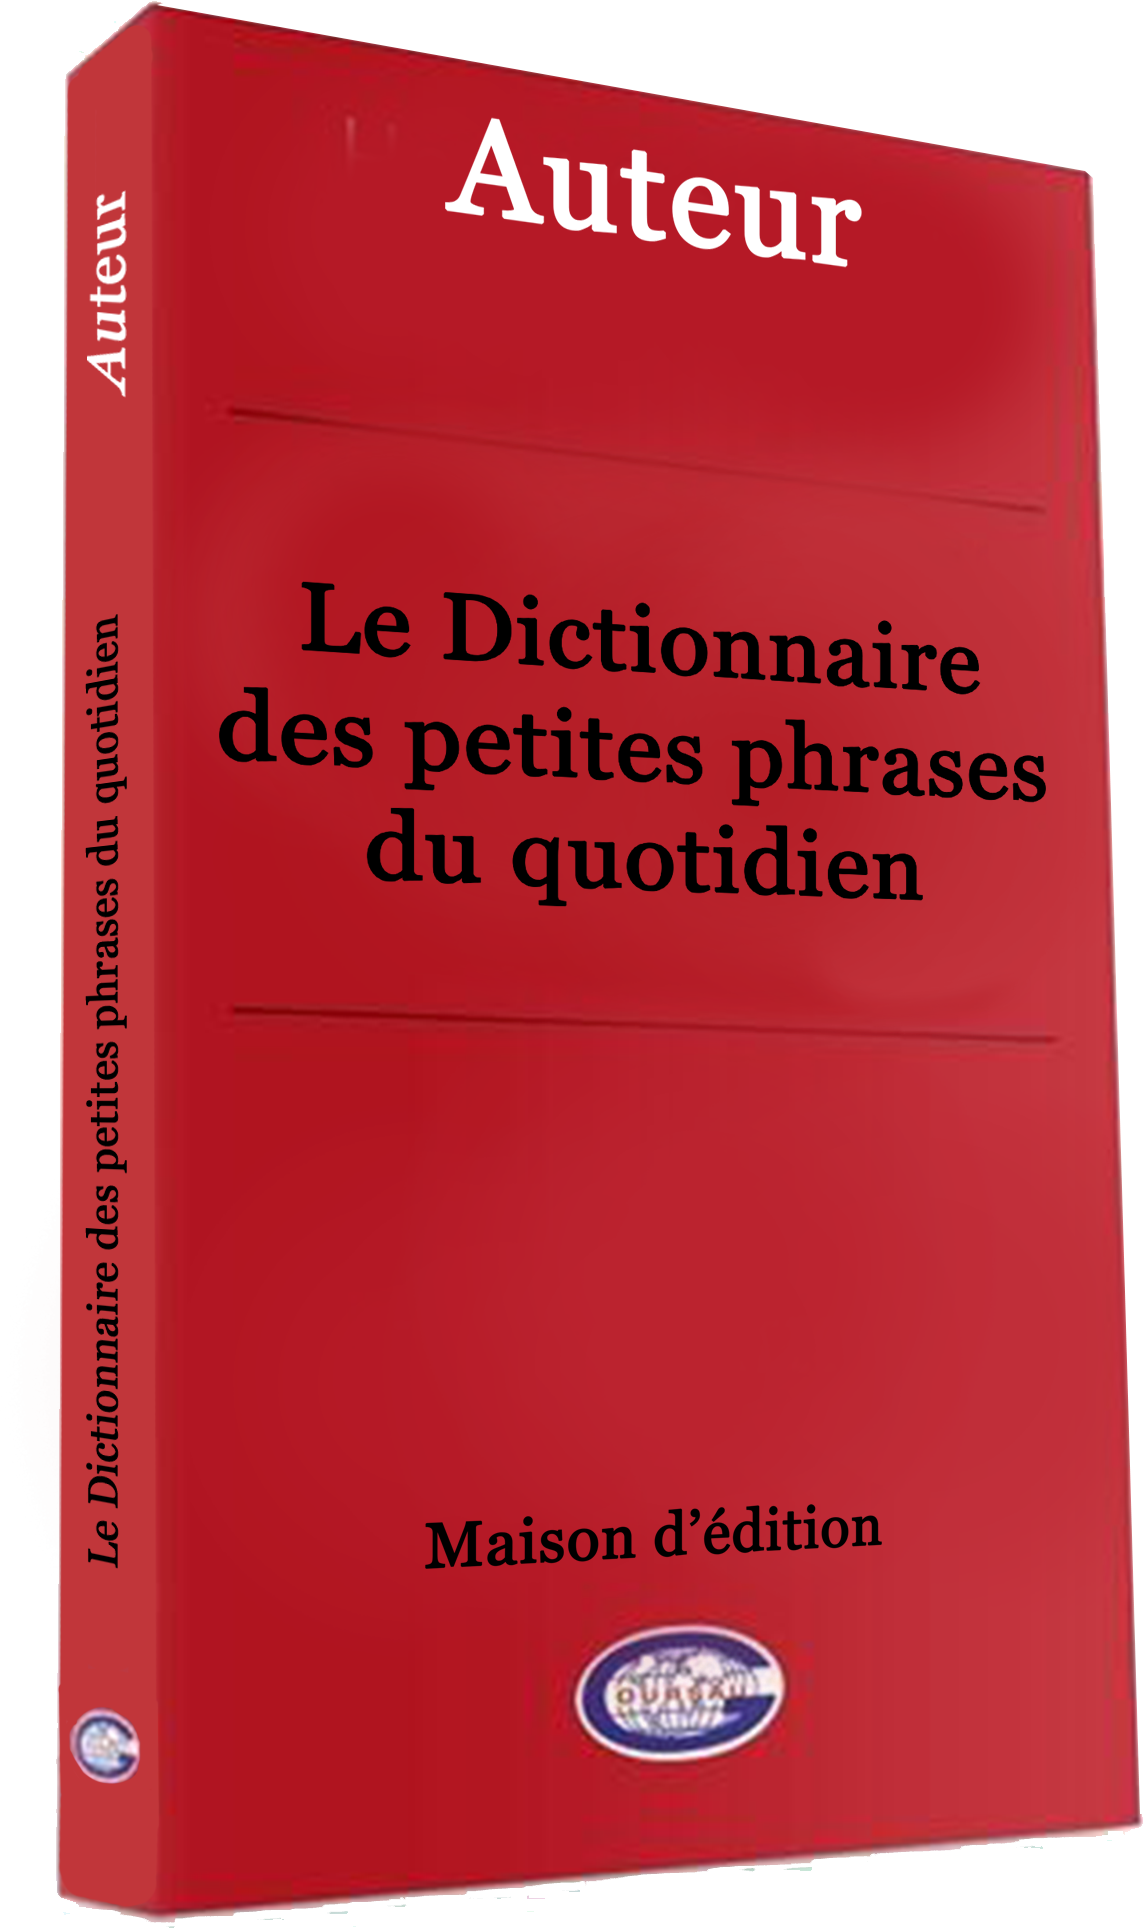 Auteur
Le Dictionnaire
des petites phrases
du quotidien
Maison d’édition
Auteur
Le Dictionnaire des petites phrases du quotidien